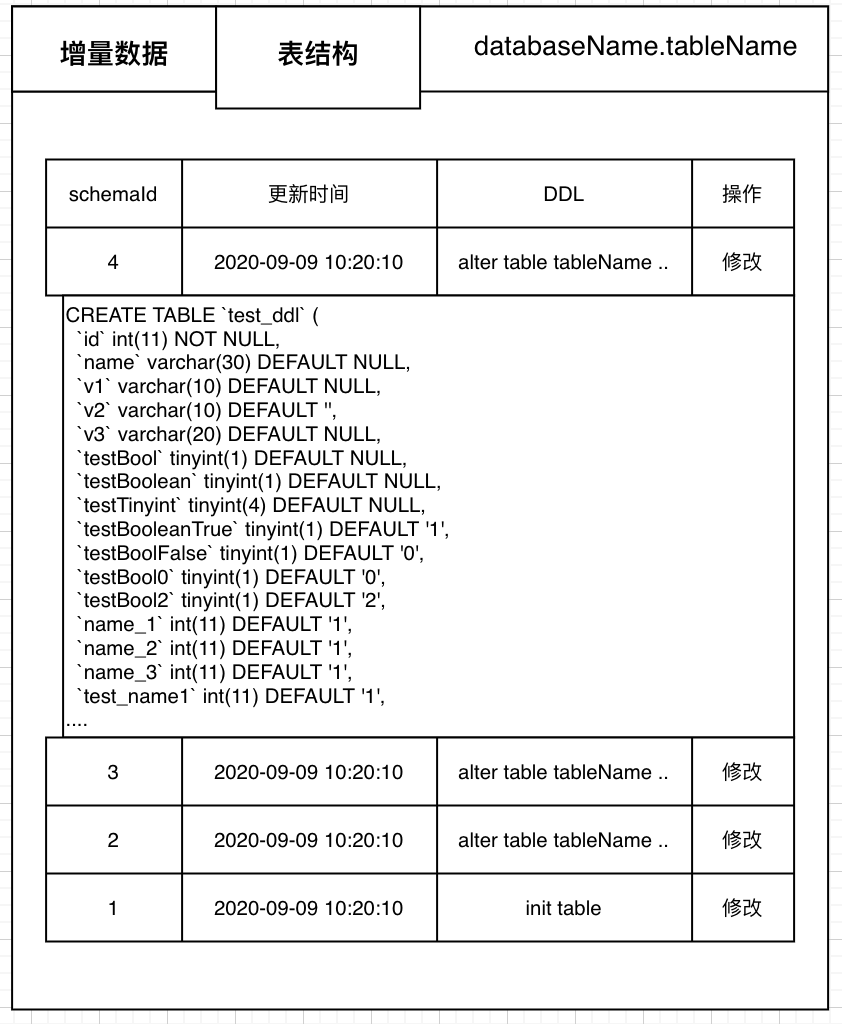 增量数据 表结构 databaseName.tableName
schemaId 更新时间 DDL 操作
4 2020-09-09 10:20:10 alter table tableName .. 修改
CREATE TABLE `test_ddl` (
`id` int(11) NOT NULL,
`name` varchar(30) DEFAULT NULL,
`v1` varchar(10) DEFAULT NULL,
`v2` varchar(10) DEFAULT '',
`v3` varchar(20) DEFAULT NULL,
`testBool` tinyint(1) DEFAULT NULL,
`testBoolean` tinyint(1) DEFAULT NULL,
`testTinyint` tinyint(4) DEFAULT NULL,
`testBooleanTrue` tinyint(1) DEFAULT '1',
`testBoolFalse` tinyint(1) DEFAULT '0',
`testBool0` tinyint(1) DEFAULT '0',
`testBool2` tinyint(1) DEFAULT '2',
`name_1` int(11) DEFAULT '1',
`name_2` int(11) DEFAULT '1',
`name_3` int(11) DEFAULT '1',
`test_name1` int(11) DEFAULT '1',
....
3 2020-09-09 10:20:10 alter table tableName .. 修改
2 2020-09-09 10:20:10 alter table tableName .. 修改
1 2020-09-09 10:20:10 init table 修改